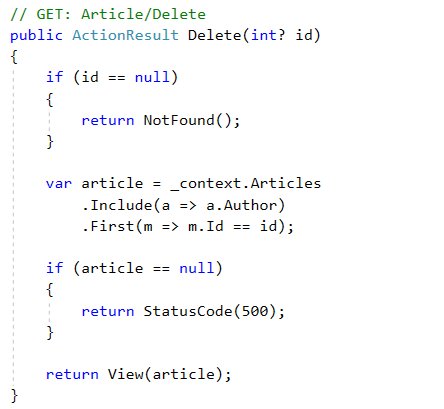 // GET: Article/Delete
public ActionResult Delete(int? id)
{
    if (id == null)
    {
        return NotFound();
    }

    var article = _context.Articles
        .Include(a => a.Author)
        .First(m => m.Id == id);

    if (article == null)
    {
        return StatusCode(500);
    }

    return View(article);
}